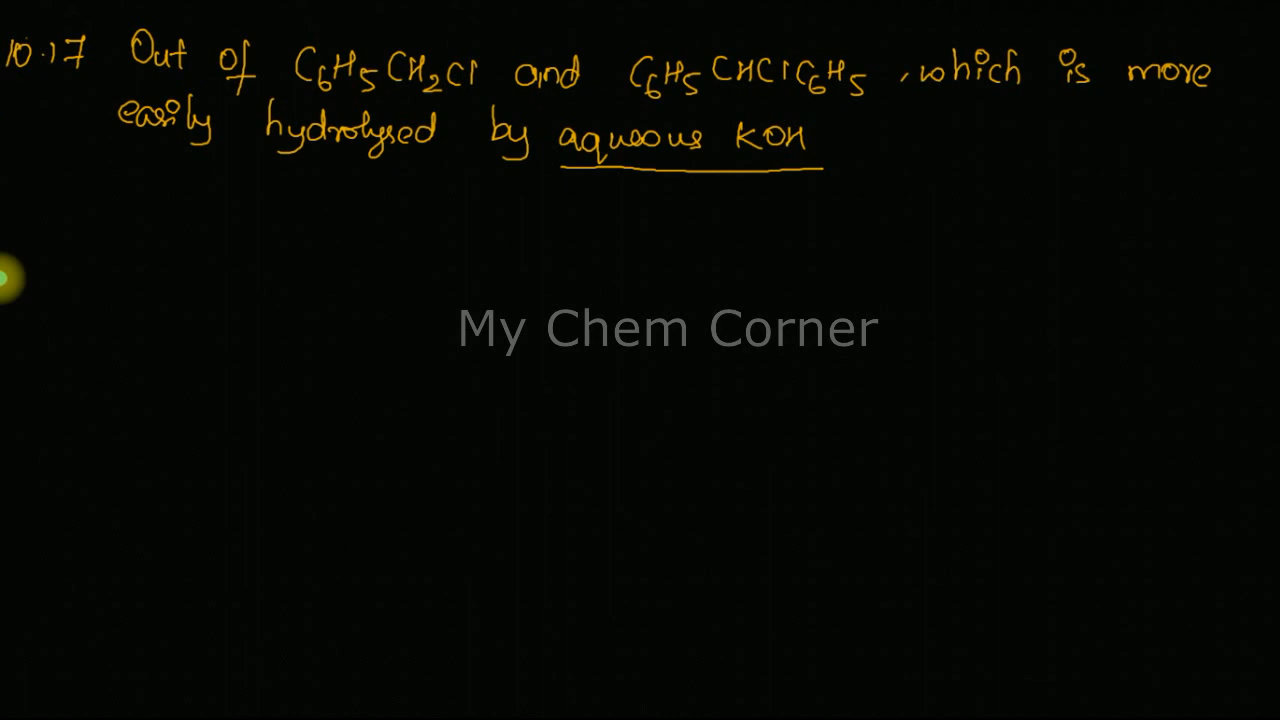 10.17 Out of C₆H₅CH₂Cl and C₆H₅CHClC₆H₅, which is more
easily hydrolysed by aqueous KOH
My Chem Corner